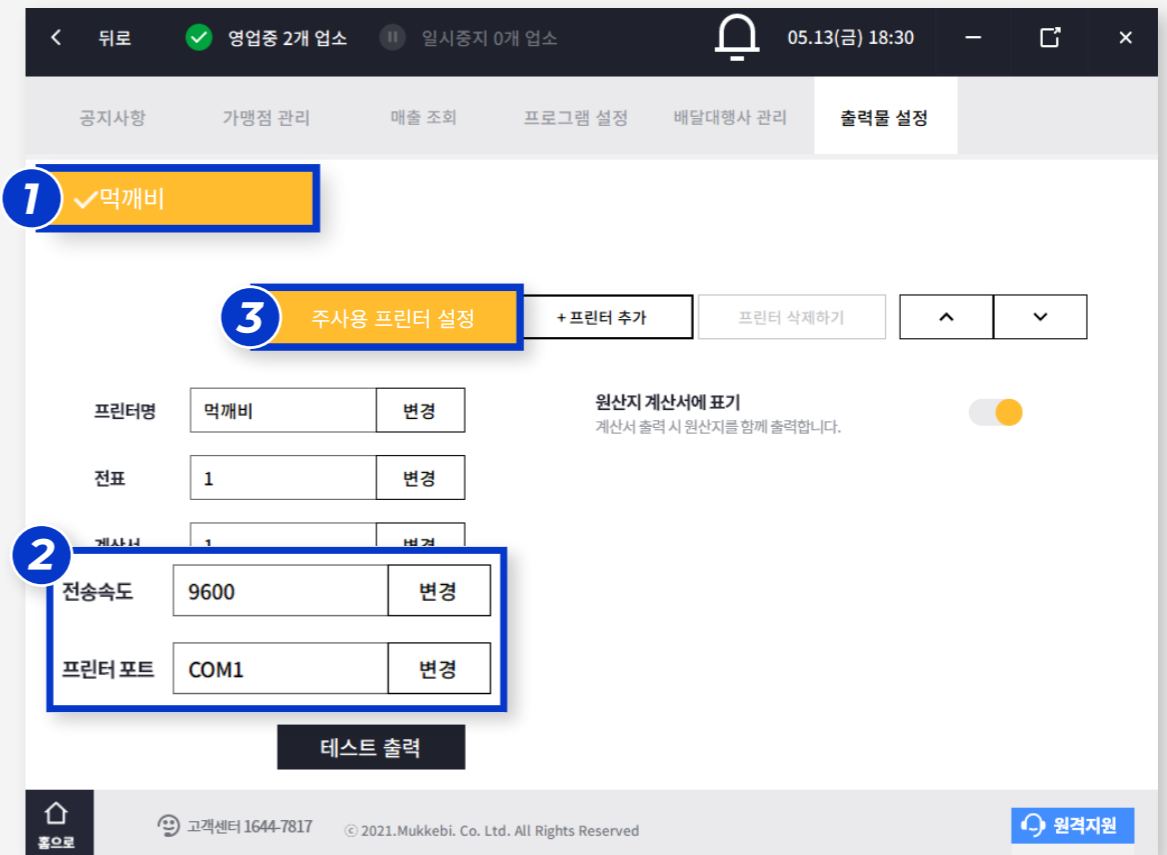 뒤로 영업중 2개 업소 일시중지 0개 업소 05.13(금) 18:30
공지사항 가맹점 관리 매출 조회 프로그램 설정 배달대행사 관리 출력물 설정
1 먹깨비
3 주사용 프린터 설정 +프린터 추가 프린터 삭제하기
프린터명 먹깨비 변경
원산지 계산서에 표기
계산서 출력 시 원산지를 함께 출력합니다.
전표 1 변경
계산서 1 변경
2
전송속도 9600 변경
프린터 포트 COM1 변경
테스트 출력
홈으로
고객센터 1644-7817 ⓒ 2021.Mukkebi. Co. Ltd. All Rights Reserved
원격지원